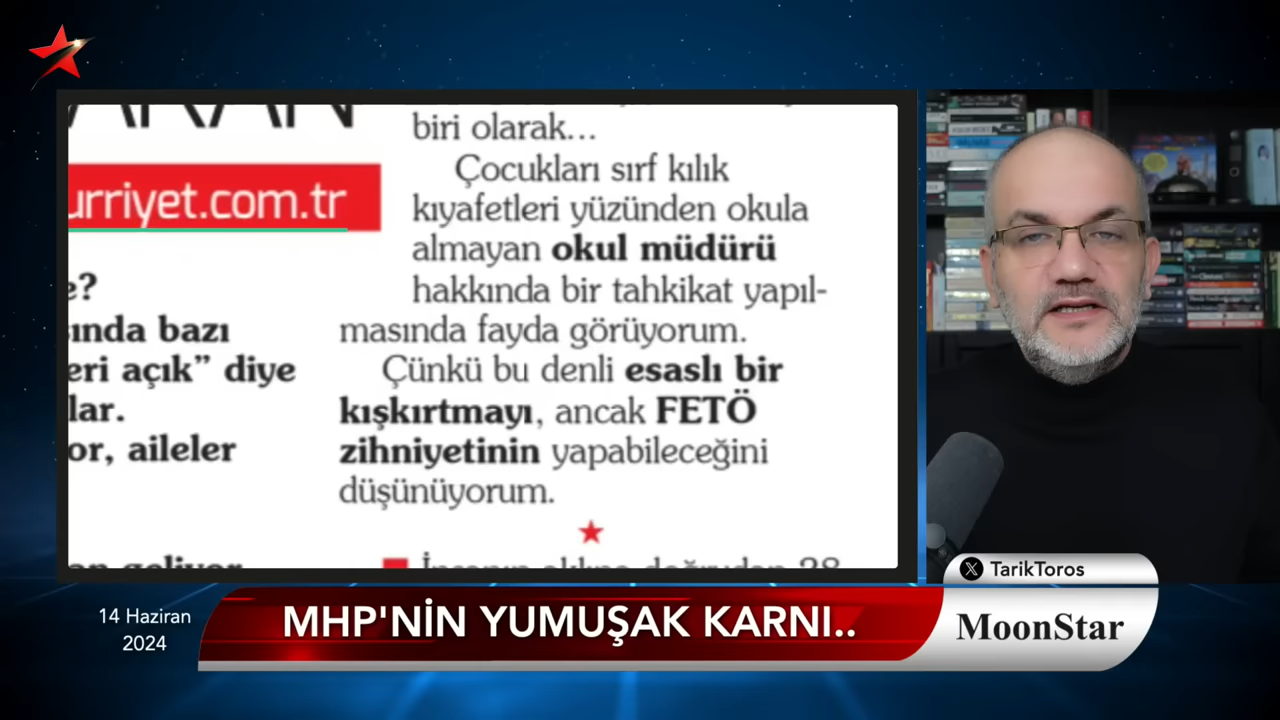 biri olarak...
Çocukları sırf kılık
kıyafetleri yüzünden okula
almayan okul müdürü
hakkında bir tahkikat yapıl-
masında fayda görüyorum.
Çünkü bu denli esaslı bir
kışkırtmayı, ancak FETÖ
zihniyetinin yapabileceğini
düşünüyorum.
urriyet.com.tr
e?
ında bazı
eri açık” diye
lar.
or, aileler
TarikToros
14 Haziran
2024
MHP'NİN YUMUŞAK KARNI..
MoonStar